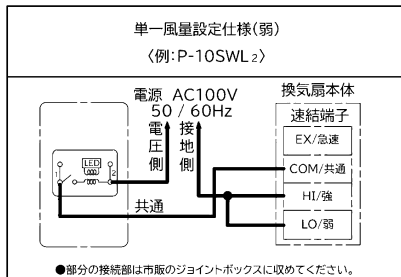 単一風量設定仕様(弱)
〈例:P-10SWL₂〉
電源 AC100V
50 / 60Hz
電圧側
接地側
換気扇本体
速結端子
EX/急速
COM/共通
HI/強
LO/弱
LED
1
2
共通
●部分の接続部は市販のジョイントボックスに収めてください。